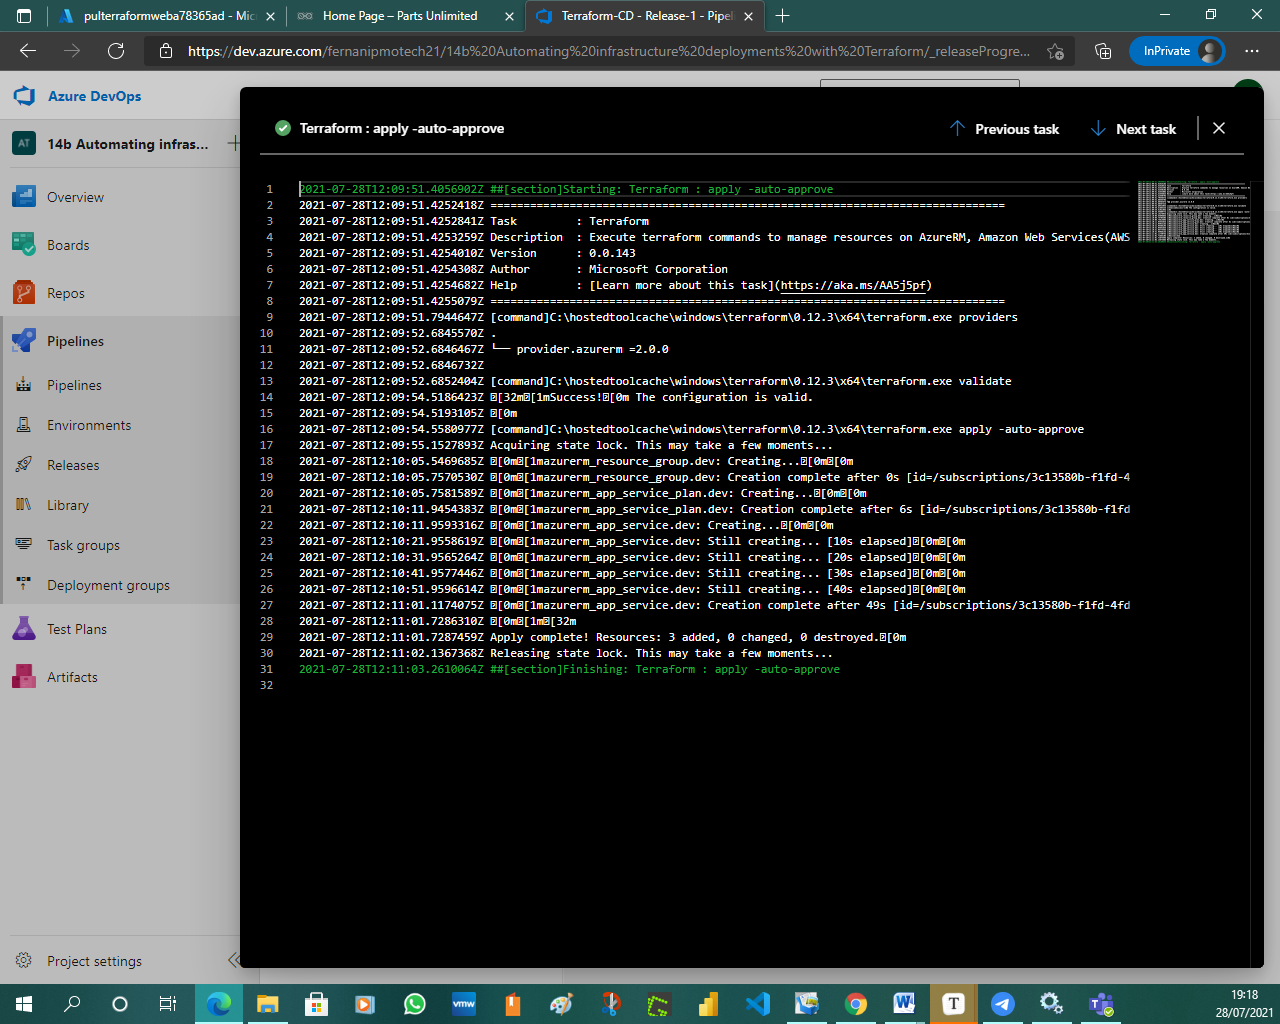 pulterraformweba78365ad - Mic
Home Page – Parts Unlimited
Terraform-CD - Release-1 - Pipel
https://dev.azure.com/fernanipmotech21/14b%20Automating%20infrastructure%20deployments%20with%20Terraform/_releaseProgre...
InPrivate
Azure DevOps
AT
14b Automating infras...
Overview
Boards
Repos
Pipelines
Pipelines
Environments
Releases
Library
Task groups
Deployment groups
Test Plans
Artifacts
Project settings
Terraform : apply -auto-approve
Previous task
Next task
1 2021-07-28T12:09:51.4056902Z ##[section]Starting: Terraform : apply -auto-approve
2 2021-07-28T12:09:51.4252418Z ==============================================================================
3 2021-07-28T12:09:51.4252841Z Task         : Terraform
4 2021-07-28T12:09:51.4253259Z Description  : Execute terraform commands to manage resources on AzureRM, Amazon Web Services(AWS
5 2021-07-28T12:09:51.4254010Z Version      : 0.0.143
6 2021-07-28T12:09:51.4254308Z Author       : Microsoft Corporation
7 2021-07-28T12:09:51.4254682Z Help         : [Learn more about this task](https://aka.ms/AA5j5pf)
8 2021-07-28T12:09:51.4255079Z ==============================================================================
9 2021-07-28T12:09:51.7944647Z [command]C:\hostedtoolcache\windows\terraform\0.12.3\x64\terraform.exe providers
10 2021-07-28T12:09:52.6845570Z .
11 2021-07-28T12:09:52.6846467Z └── provider.azurerm =2.0.0
12 2021-07-28T12:09:52.6846732Z
13 2021-07-28T12:09:52.6852404Z [command]C:\hostedtoolcache\windows\terraform\0.12.3\x64\terraform.exe validate
14 2021-07-28T12:09:54.5186423Z [32m[1mSuccess![0m The configuration is valid.
15 2021-07-28T12:09:54.5193105Z [0m
16 2021-07-28T12:09:54.5580977Z [command]C:\hostedtoolcache\windows\terraform\0.12.3\x64\terraform.exe apply -auto-approve
17 2021-07-28T12:09:55.1527893Z Acquiring state lock. This may take a few moments...
18 2021-07-28T12:10:05.5469685Z [0m[1mazurerm_resource_group.dev: Creating...[0m[0m
19 2021-07-28T12:10:05.7570530Z [0m[1mazurerm_resource_group.dev: Creation complete after 0s [id=/subscriptions/3c13580b-f1fd-4
20 2021-07-28T12:10:05.7581589Z [0m[1mazurerm_app_service_plan.dev: Creating...[0m[0m
21 2021-07-28T12:10:11.9454383Z [0m[1mazurerm_app_service_plan.dev: Creation complete after 6s [id=/subscriptions/3c13580b-f1fd
22 2021-07-28T12:10:11.9593316Z [0m[1mazurerm_app_service.dev: Creating...[0m[0m
23 2021-07-28T12:10:21.9558619Z [0m[1mazurerm_app_service.dev: Still creating... [10s elapsed][0m[0m
24 2021-07-28T12:10:31.9565264Z [0m[1mazurerm_app_service.dev: Still creating... [20s elapsed][0m[0m
25 2021-07-28T12:10:41.9577446Z [0m[1mazurerm_app_service.dev: Still creating... [30s elapsed][0m[0m
26 2021-07-28T12:10:51.9596614Z [0m[1mazurerm_app_service.dev: Still creating... [40s elapsed][0m[0m
27 2021-07-28T12:11:01.1174075Z [0m[1mazurerm_app_service.dev: Creation complete after 49s [id=/subscriptions/3c13580b-f1fd-4fd
28 2021-07-28T12:11:01.7286310Z [0m[1m[32m
29 2021-07-28T12:11:01.7287459Z Apply complete! Resources: 3 added, 0 changed, 0 destroyed.[0m
30 2021-07-28T12:11:02.1367368Z Releasing state lock. This may take a few moments...
31 2021-07-28T12:11:03.2610064Z ##[section]Finishing: Terraform : apply -auto-approve
32
vmw
T
19:18
28/07/2021